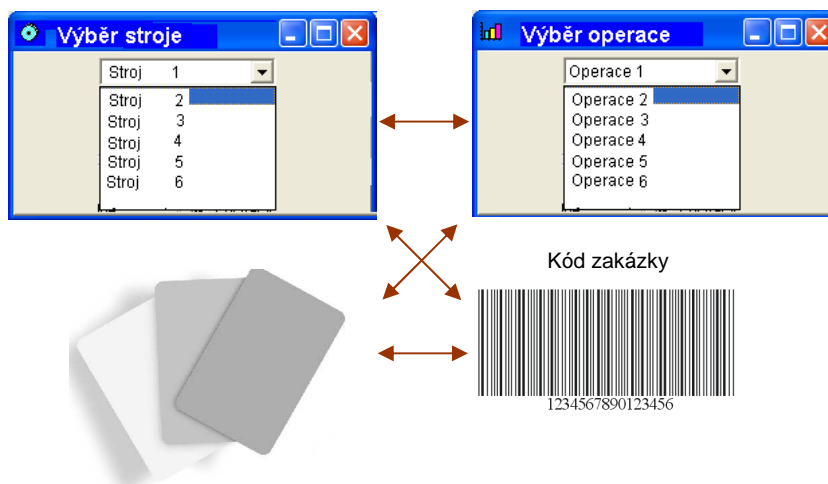 Výběr stroje
Stroj 1
Stroj 2
Stroj 3
Stroj 4
Stroj 5
Stroj 6
Výběr operace
Operace 1
Operace 2
Operace 3
Operace 4
Operace 5
Operace 6
Kód zakázky
1234567890123456